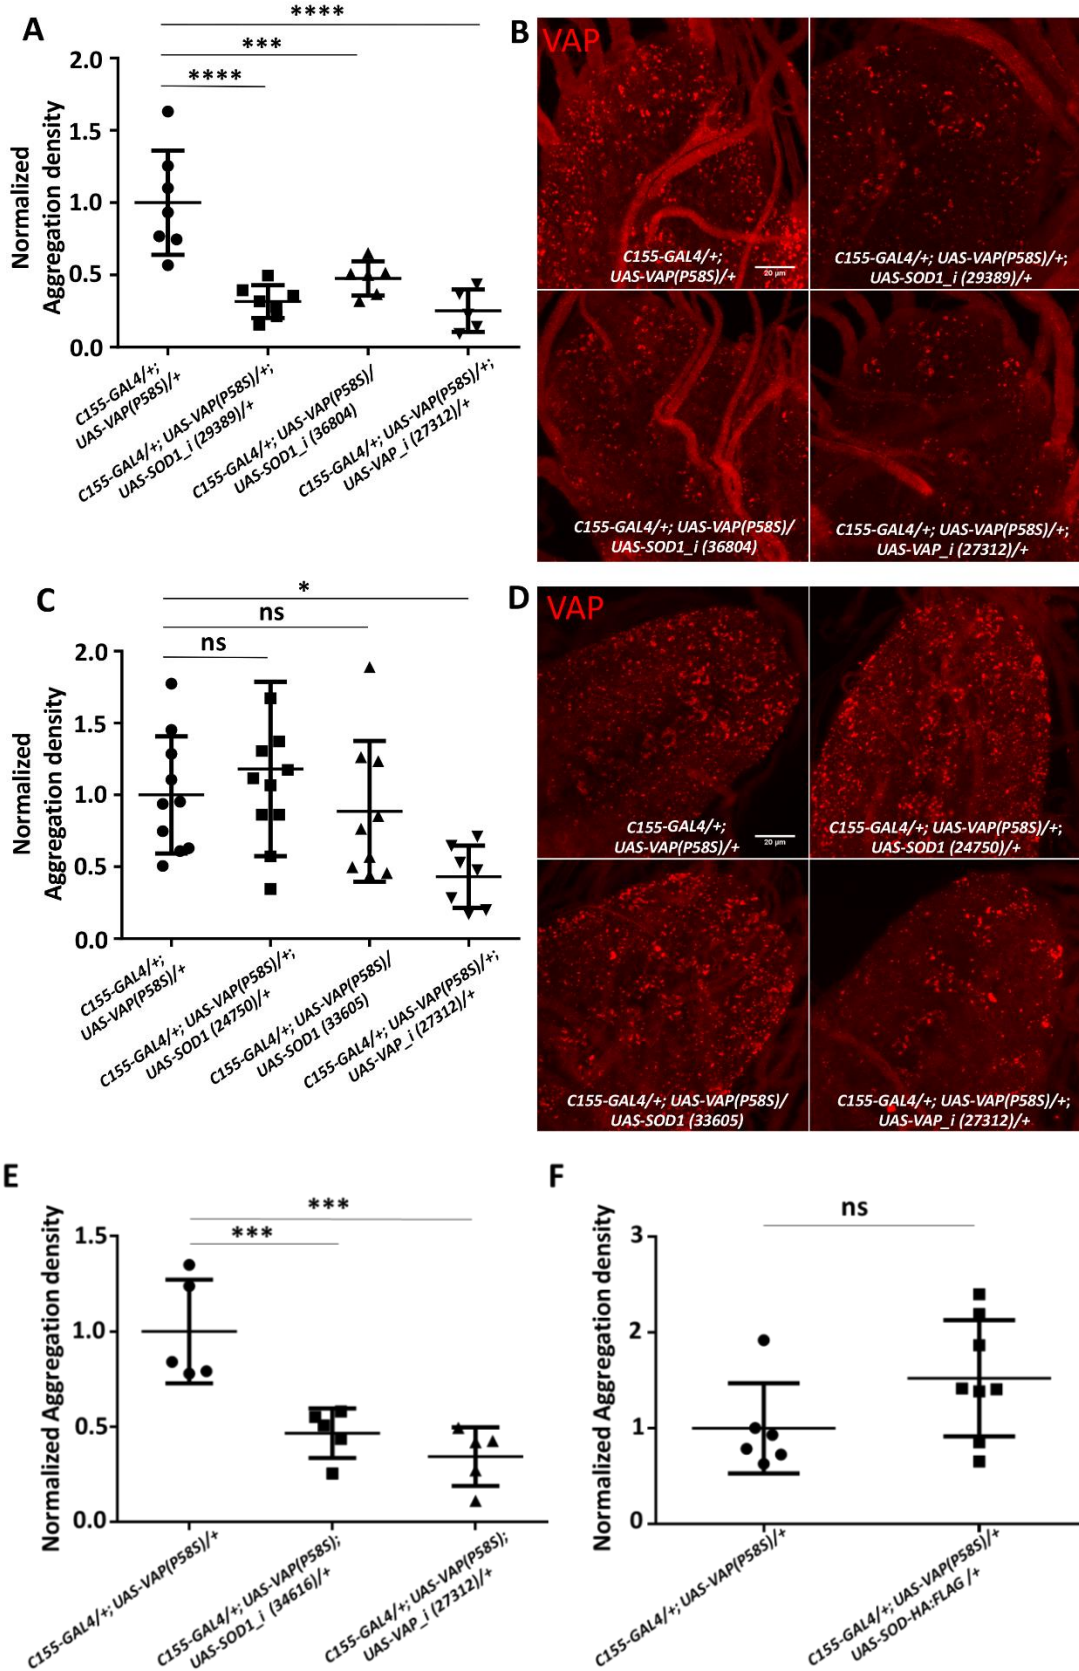 A
****
***
****
2.0
1.5
1.0
0.5
0.0
Normalized
Aggregation density
C155-GAL4/+;
UAS-VAP(P58S)/+
C155-GAL4/+; UAS-VAP(P58S)/+;
UAS-SOD1_i (29389)/+
C155-GAL4/+; UAS-VAP(P58S)/
UAS-SOD1_i (36804)
C155-GAL4/+; UAS-VAP(P58S)/+;
UAS-VAP_i (27312)/+
B
VAP
C155-GAL4/+;
UAS-VAP(P58S)/+
20 µm
C155-GAL4/+; UAS-VAP(P58S)/+;
UAS-SOD1_i (29389)/+
C155-GAL4/+; UAS-VAP(P58S)/
UAS-SOD1_i (36804)
C155-GAL4/+; UAS-VAP(P58S)/+;
UAS-VAP_i (27312)/+
C
*
ns
ns
2.0
1.5
1.0
0.5
0.0
Normalized
Aggregation density
C155-GAL4/+;
UAS-VAP(P58S)/+
C155-GAL4/+; UAS-VAP(P58S)/+;
UAS-SOD1 (24750)/+
C155-GAL4/+; UAS-VAP(P58S)/
UAS-SOD1 (33605)
C155-GAL4/+; UAS-VAP(P58S)/+;
UAS-VAP_i (27312)/+
D
VAP
C155-GAL4/+;
UAS-VAP(P58S)/+
20 µm
C155-GAL4/+; UAS-VAP(P58S)/+;
UAS-SOD1 (24750)/+
C155-GAL4/+; UAS-VAP(P58S)/
UAS-SOD1 (33605)
C155-GAL4/+; UAS-VAP(P58S)/+;
UAS-VAP_i (27312)/+
E
***
***
1.5
1.0
0.5
0.0
Normalized Aggregation density
C155-GAL4/+; UAS-VAP(P58S)/+
C155-GAL4/+; UAS-VAP(P58S);
UAS-SOD1_i (34616)/+
C155-GAL4/+; UAS-VAP(P58S);
UAS-VAP_i (27312)/+
F
ns
3
2
1
0
Normalized Aggregation density
C155-GAL4/+; UAS-VAP(P58S)/+
C155-GAL4/+; UAS-VAP(P58S)/+
UAS-SOD-HA:FLAG /+